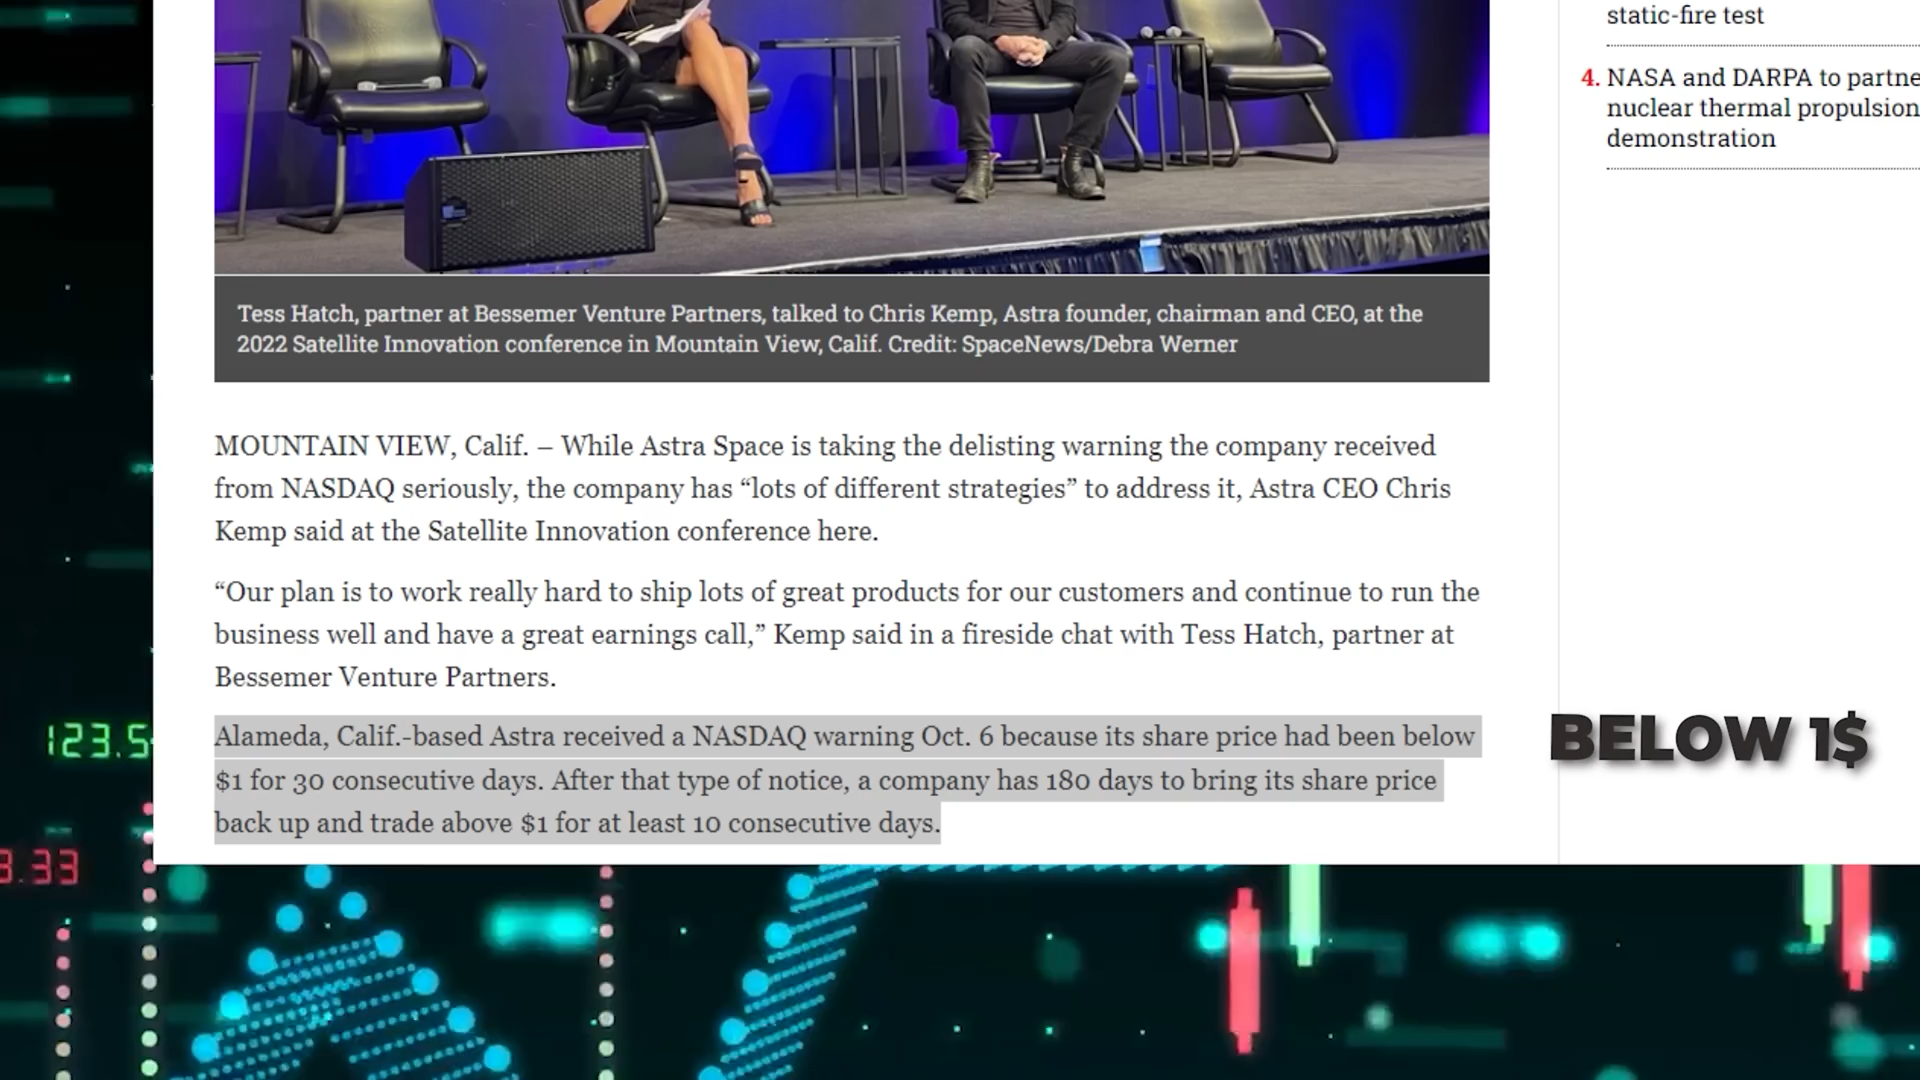 static-fire test
4. NASA and DARPA to partne
nuclear thermal propulsion
demonstration
Tess Hatch, partner at Bessemer Venture Partners, talked to Chris Kemp, Astra founder, chairman and CEO, at the
2022 Satellite Innovation conference in Mountain View, Calif. Credit: SpaceNews/Debra Werner
MOUNTAIN VIEW, Calif. – While Astra Space is taking the delisting warning the company received
from NASDAQ seriously, the company has “lots of different strategies” to address it, Astra CEO Chris
Kemp said at the Satellite Innovation conference here.
“Our plan is to work really hard to ship lots of great products for our customers and continue to run the
business well and have a great earnings call,” Kemp said in a fireside chat with Tess Hatch, partner at
Bessemer Venture Partners.
Alameda, Calif.-based Astra received a NASDAQ warning Oct. 6 because its share price had been below
$1 for 30 consecutive days. After that type of notice, a company has 180 days to bring its share price
back up and trade above $1 for at least 10 consecutive days.
BELOW 1$
123.5
3.33